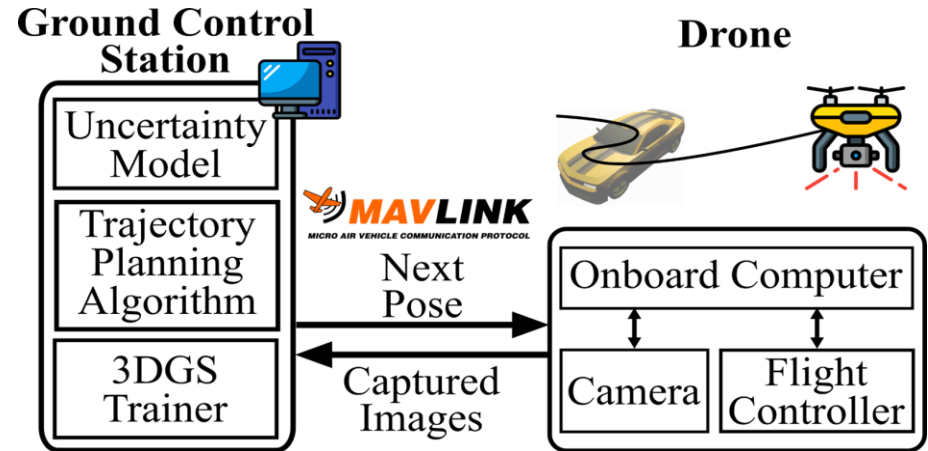 Ground Control
Station
Uncertainty
Model
Trajectory
Planning
Algorithm
3DGS
Trainer
MAVLINK
MICRO AIR VEHICLE COMMUNICATION PROTOCOL
Next
Pose
Captured
Images
Drone
Onboard Computer
Camera
Flight
Controller